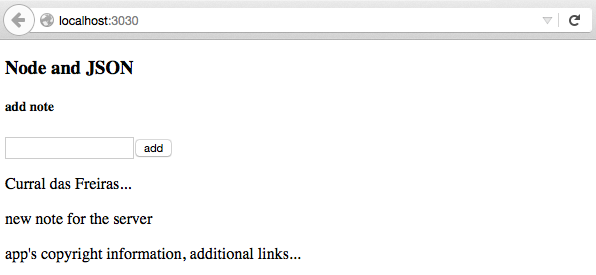 localhost:3030
Node and JSON
add note
add
Curral das Freiras...
new note for the server
app's copyright information, additional links...